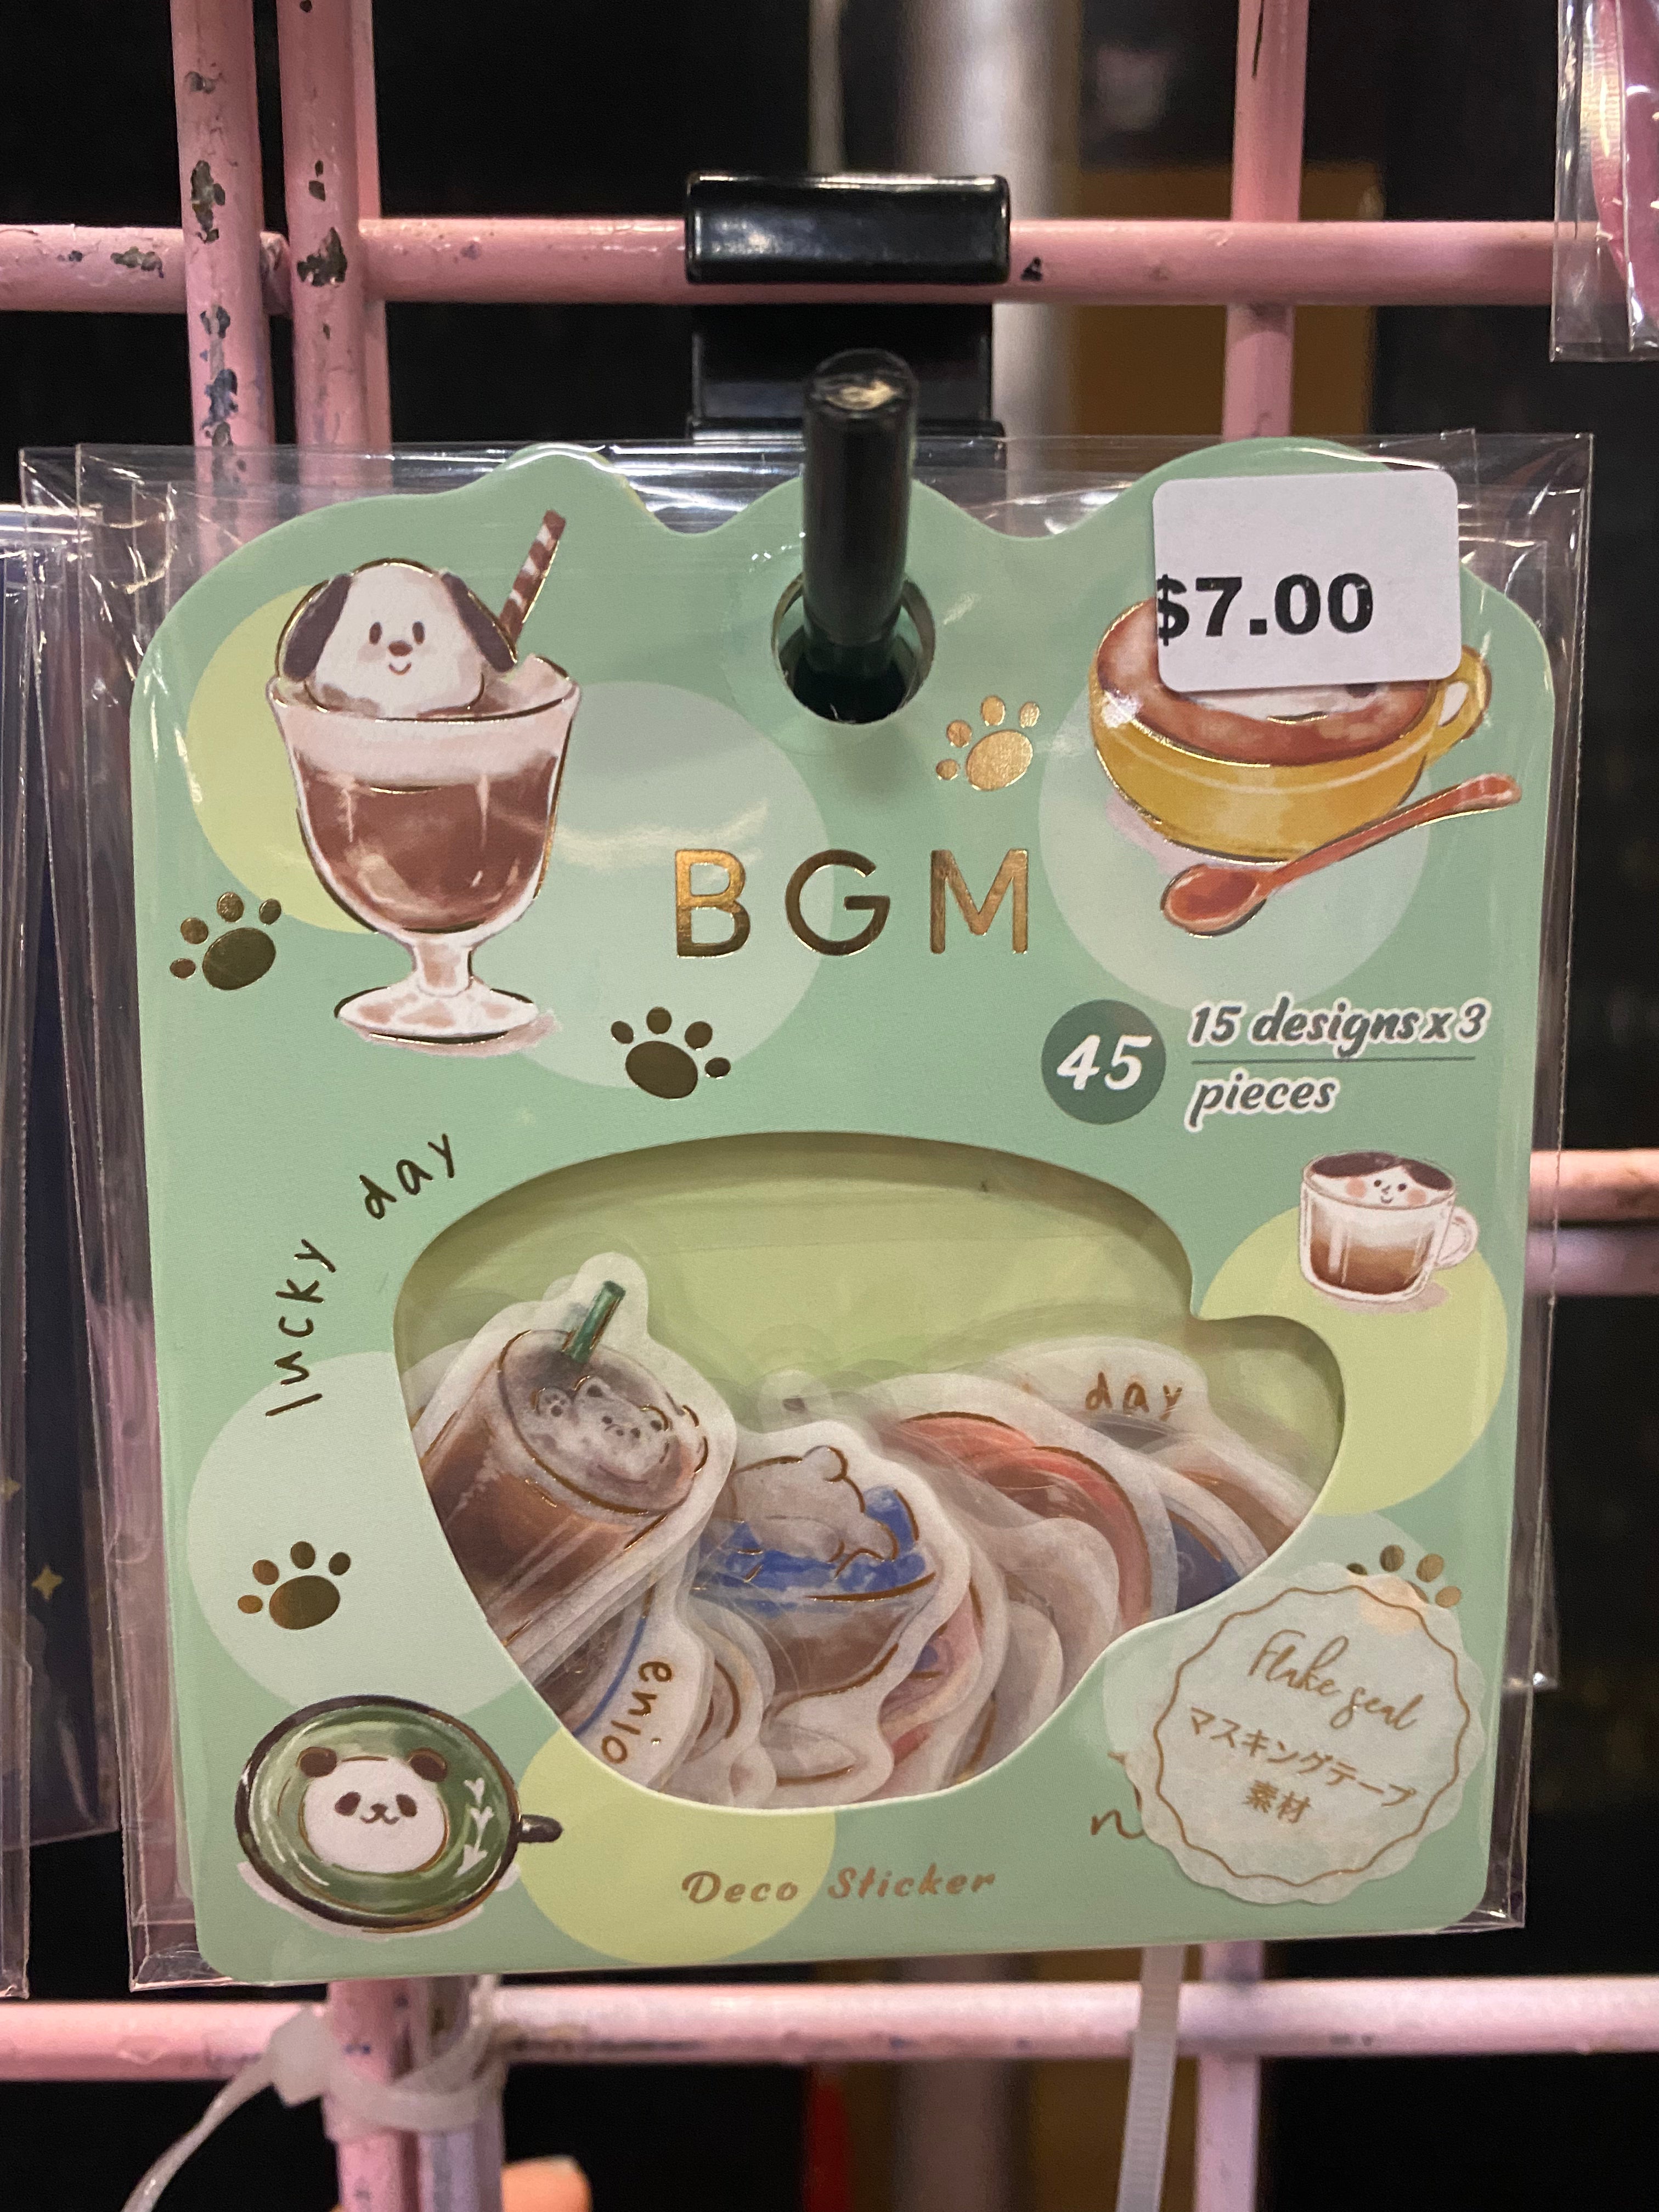 $7.00
BGM
45
15 designs x 3
pieces
lucky day
day
enjo
Flake seal
マスキングテープ
素材
Deco Sticker